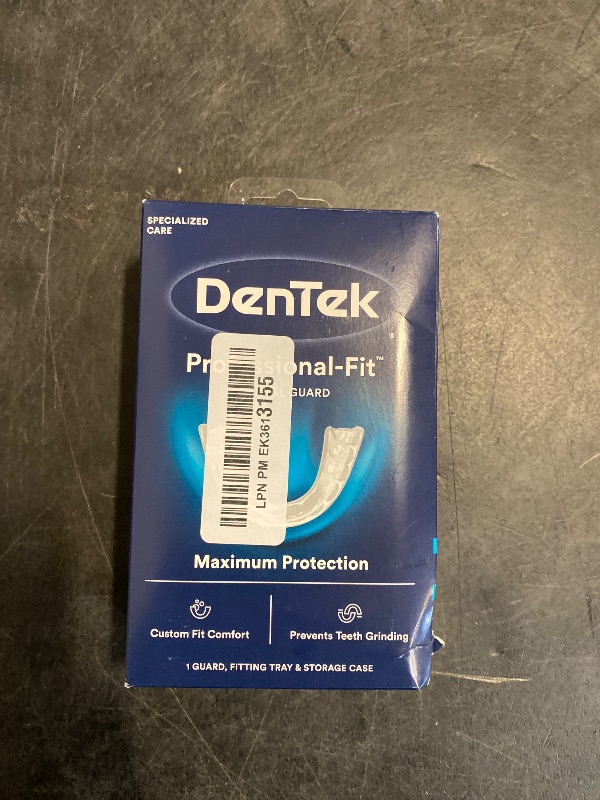 SPECIALIZED
CARE
DenTek
Pro ssional-Fit™
GUARD
LPN PM EK3613155
Maximum Protection
Custom Fit Comfort
Prevents Teeth Grinding
1 GUARD, FITTING TRAY & STORAGE CASE